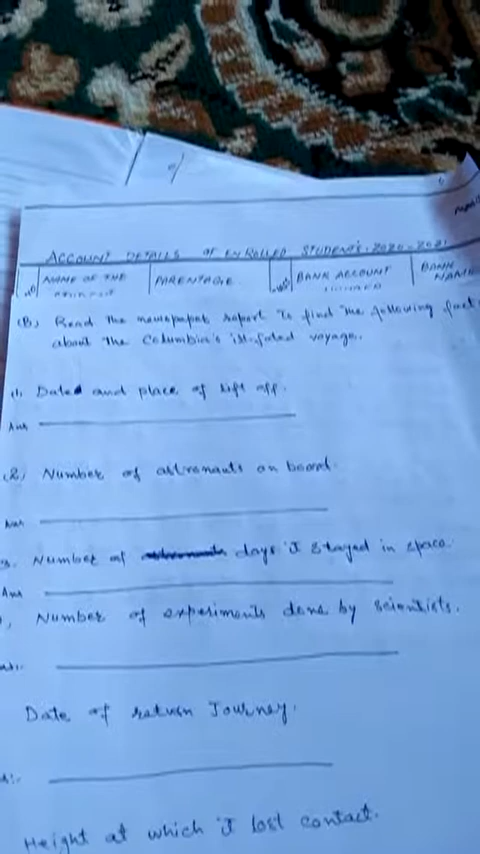 ACCOUNT DETAILS OF ENROLLED STUDENTS: 2020-2021
NAME OF THE PARENTAGE BANK ACCOUNT BANK NAME
(B) Read the newspaper report to find the following fact
about the Columbia's ill-fated voyage.
(1) Dated and place of lift off.
Ans
(2) Number of astronauts on board.
Ans
3. Number of days it stayed in space.
Ans
Number of experiments done by scientists.
Date of return Journey.
Height at which it lost contact.